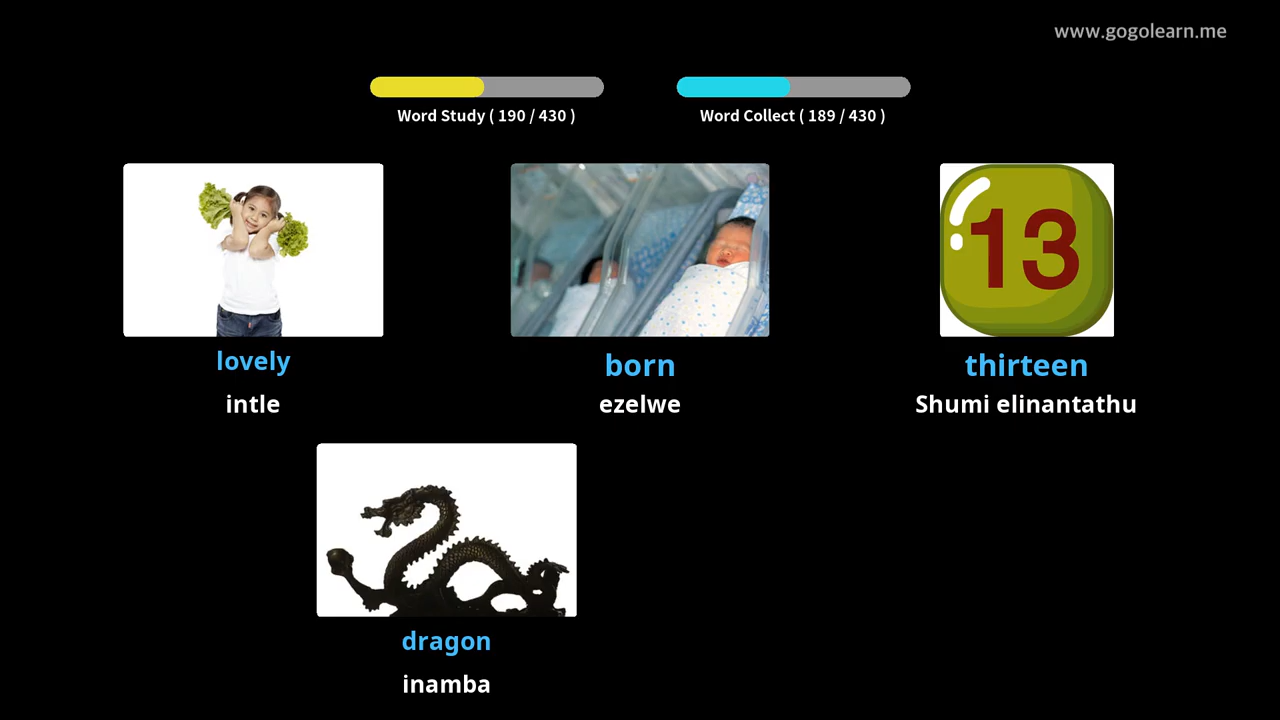 www.gogolearn.me
Word Study ( 190 / 430 )
Word Collect ( 189 / 430 )
13
lovely
intle
born
ezelwe
thirteen
Shumi elinantathu
dragon
inamba